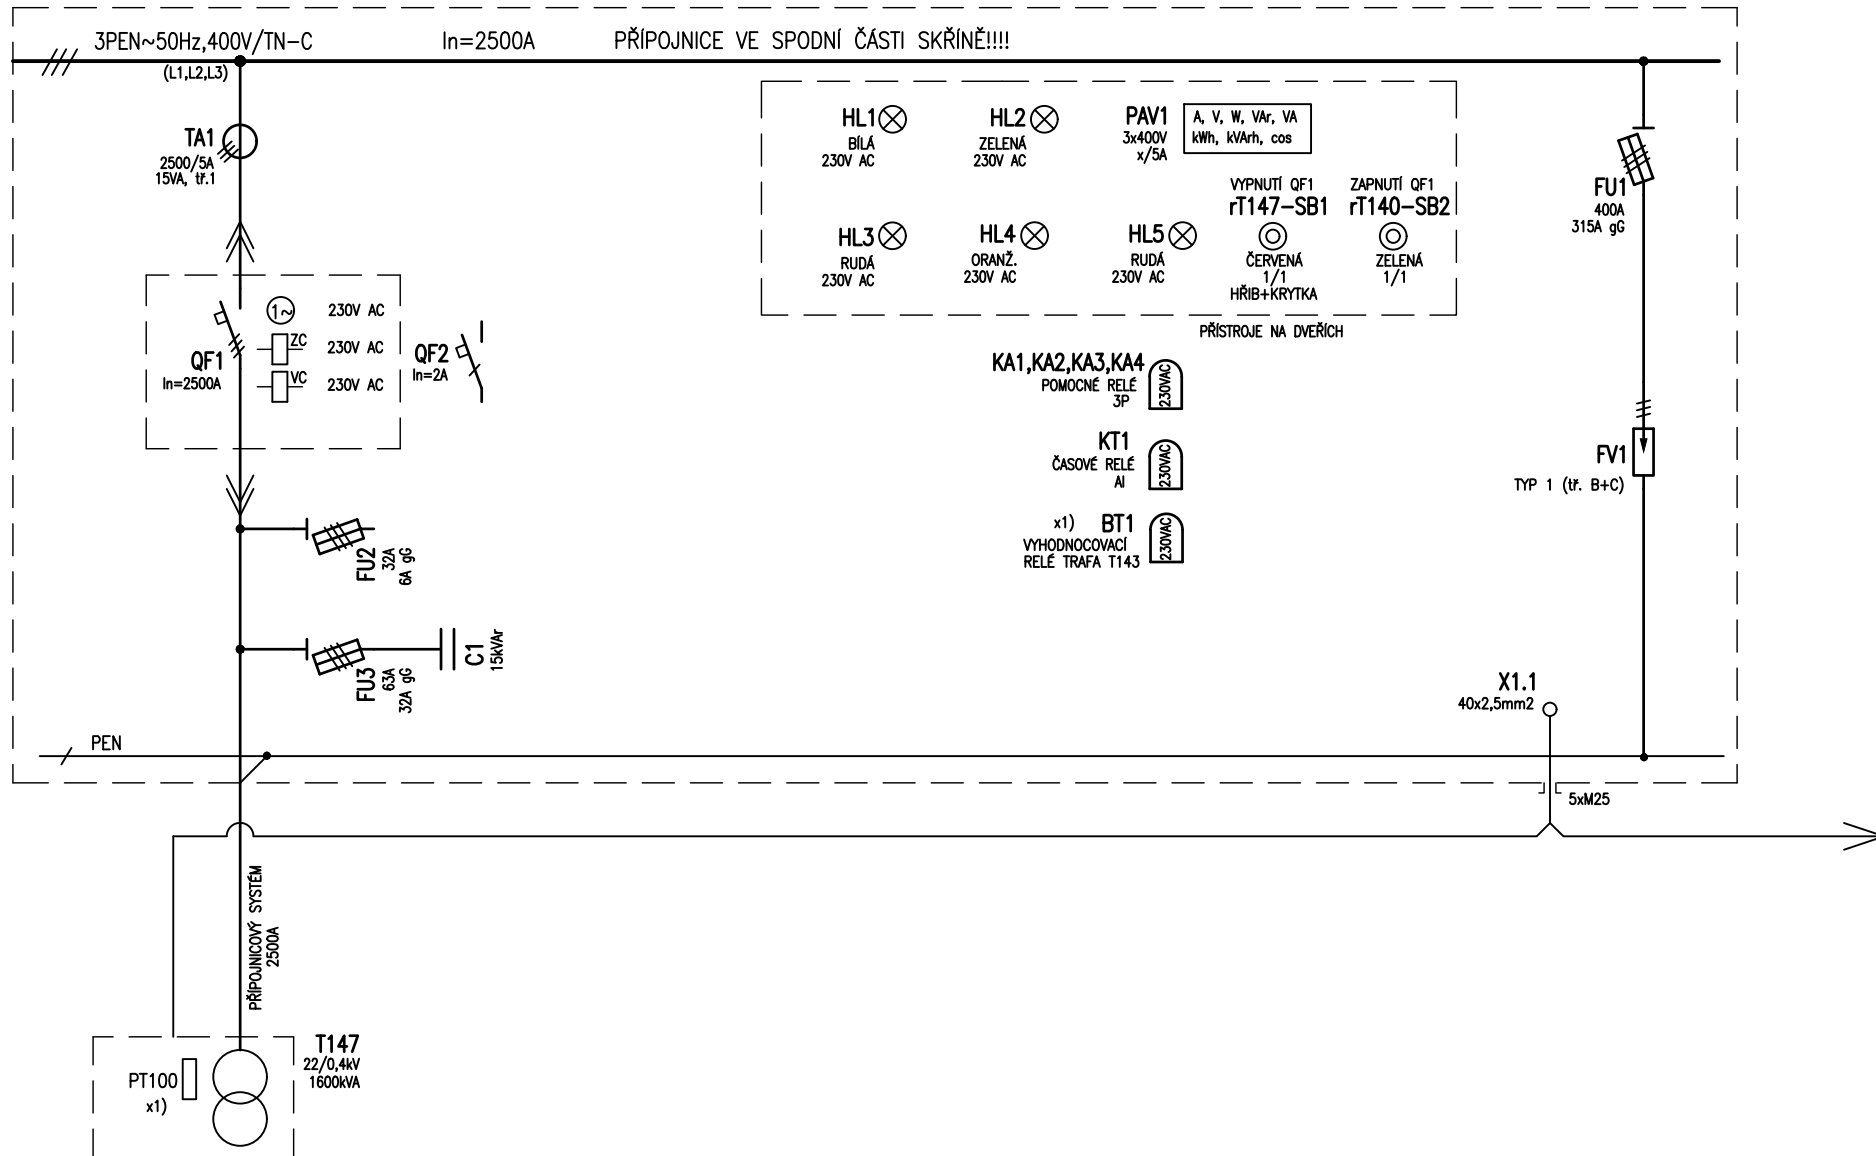 3PEN~50Hz,400V/TN-C
In=2500A
PŘÍPOJNICE VE SPODNÍ ČÁSTI SKŘÍNĚ!!!!
(L1,L2,L3)
TA1
2500/5A
15VA, tř.1
HL1
BÍLÁ
230V AC
HL2
ZELENÁ
230V AC
PAV1
3x400V
x/5A
A, V, W, VAr, VA
kWh, kVArh, cos
HL3
RUDÁ
230V AC
HL4
ORANŽ.
230V AC
HL5
RUDÁ
230V AC
VYPNUTÍ QF1
rT147-SB1
ČERVENÁ
1/1
HŘIB+KRYTKA
ZAPNUTÍ QF1
rT140-SB2
ZELENÁ
1/1
PŘÍSTROJE NA DVEŘÍCH
FU1
400A
315A gG
QF1
In=2500A
1~
230V AC
ZC
230V AC
VC
230V AC
QF2
In=2A
KA1,KA2,KA3,KA4
POMOCNÉ RELÉ
3P
230VAC
KT1
ČASOVÉ RELÉ
AI
230VAC
x1) BT1
VYHODNOCOVACÍ
RELÉ TRAFA T143
230VAC
FV1
TYP 1 (tř. B+C)
FU2
32A
6A gG
FU3
63A
32A gG
C1
15kVAr
X1.1
40x2,5mm2
PEN
5xM25
PŘÍPOJNICOVÝ SYSTÉM
2500A
T147
22/0,4kV
1600kVA
PT100
x1)